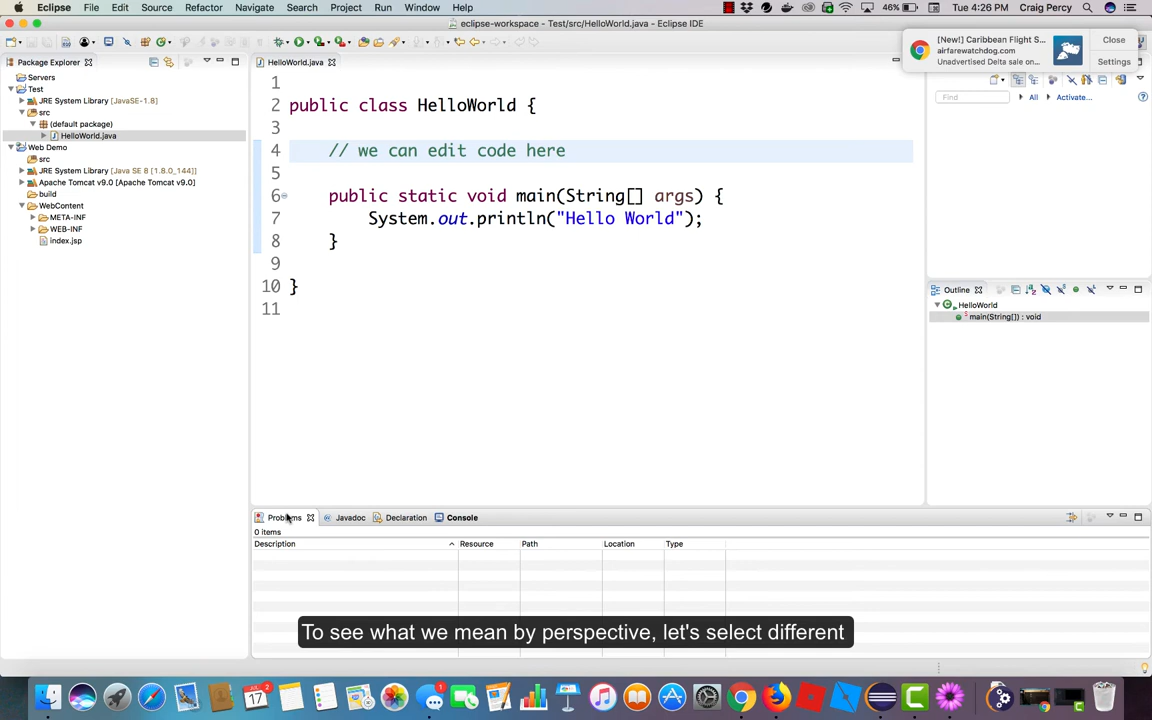 Eclipse File Edit Source Refactor Navigate Search Project Run Window Help 46% Tue 4:26 PM Craig Percy
eclipse-workspace - Test/src/HelloWorld.java - Eclipse IDE
[New!] Caribbean Flight S...
airfarewatchdog.com
Unadvertised Delta sale on...
Close
Settings
Package Explorer
Servers
Test
JRE System Library [JavaSE-1.8]
src
(default package)
HelloWorld.java
Web Demo
src
JRE System Library [Java SE 8 [1.8.0_144]]
Apache Tomcat v9.0 [Apache Tomcat v9.0]
build
WebContent
META-INF
WEB-INF
index.jsp
HelloWorld.java
1
2 public class HelloWorld {
3
4 // we can edit code here
5
6 public static void main(String[] args) {
7 System.out.println("Hello World");
8 }
9
10 }
11
Find All Activate...
Outline
HelloWorld
main(String[]) : void
Problems Javadoc Declaration Console
0 items
Description Resource Path Location Type
To see what we mean by perspective, let's select different
17 2 1